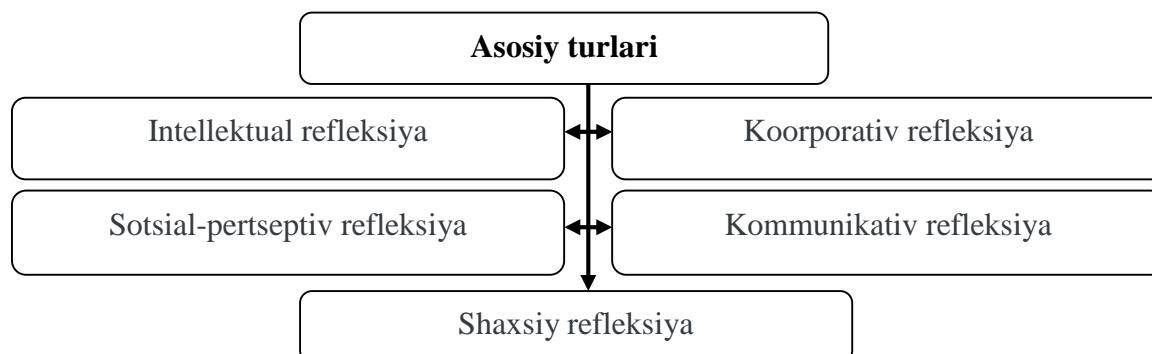 Asosiy turlari
Intellektual refleksiya
Koorporativ refleksiya
Sotsial-pertseptiv refleksiya
Kommunikativ refleksiya
Shaxsiy refleksiya